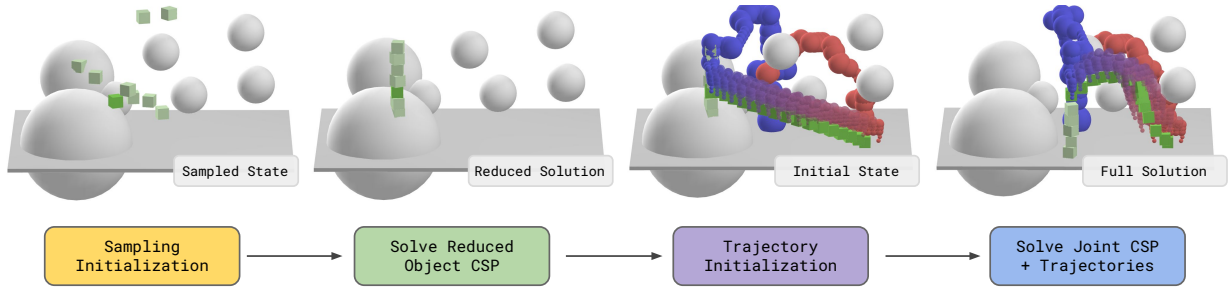 Sampled State
Reduced Solution
Initial State
Full Solution
Sampling
Initialization
Solve Reduced
Object CSP
Trajectory
Initialization
Solve Joint CSP
+ Trajectories